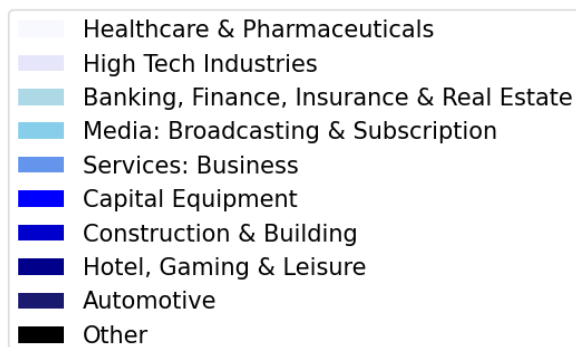 Healthcare & Pharmaceuticals
High Tech Industries
Banking, Finance, Insurance & Real Estate
Media: Broadcasting & Subscription
Services: Business
Capital Equipment
Construction & Building
Hotel, Gaming & Leisure
Automotive
Other